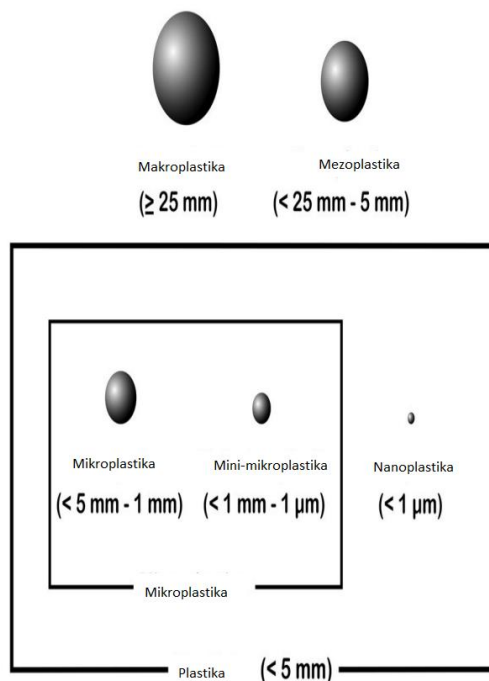 Makroplastika Mezoplastika
(≥ 25 mm) (< 25 mm - 5 mm)
Mikroplastika Mini-mikroplastika Nanoplastika
(< 5 mm - 1 mm) (< 1 mm - 1 µm) (< 1 µm)
Mikroplastika
Plastika (< 5 mm)